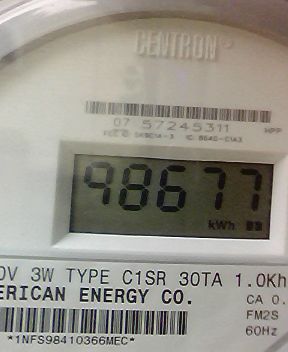 CENTRON®
07 57245311
98677
kWh
0V 3W TYPE C1SR 30TA 1.0Kh
ERICAN ENERGY CO.
CA 0.
FM2S
60Hz
*1NFS98410366MEC*